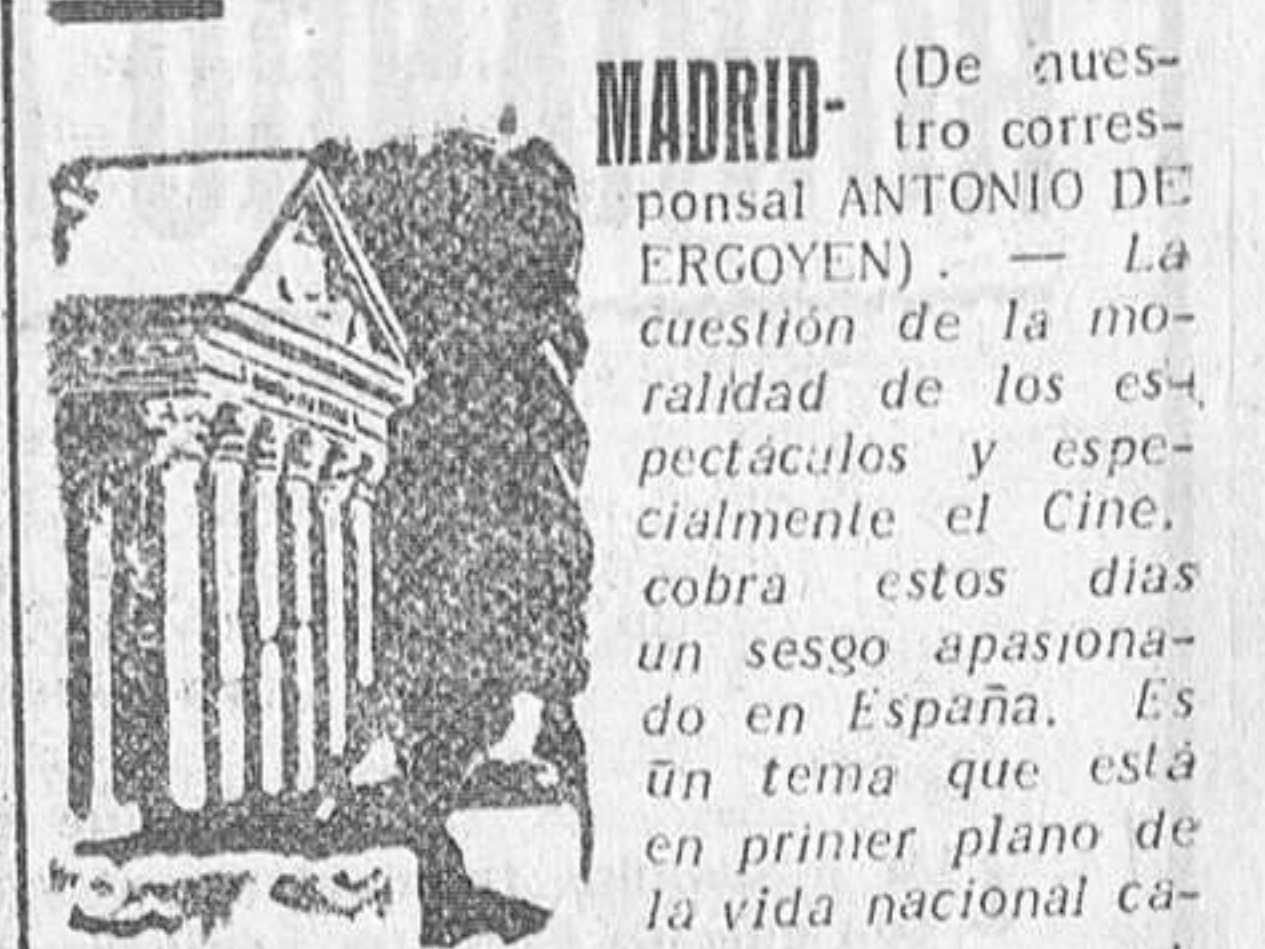 MADRID- (De nues-
tro corres-
ponsal ANTONIO DE
ERGOYEN). — La
cuestión de la mo-
ralidad de los es-
pectáculos y espe-
cialmente el Cine.
cobra estos dias
un sesgo apasiona-
do en España. Es
un tema que está
en primer plano de
la vida nacional ca-